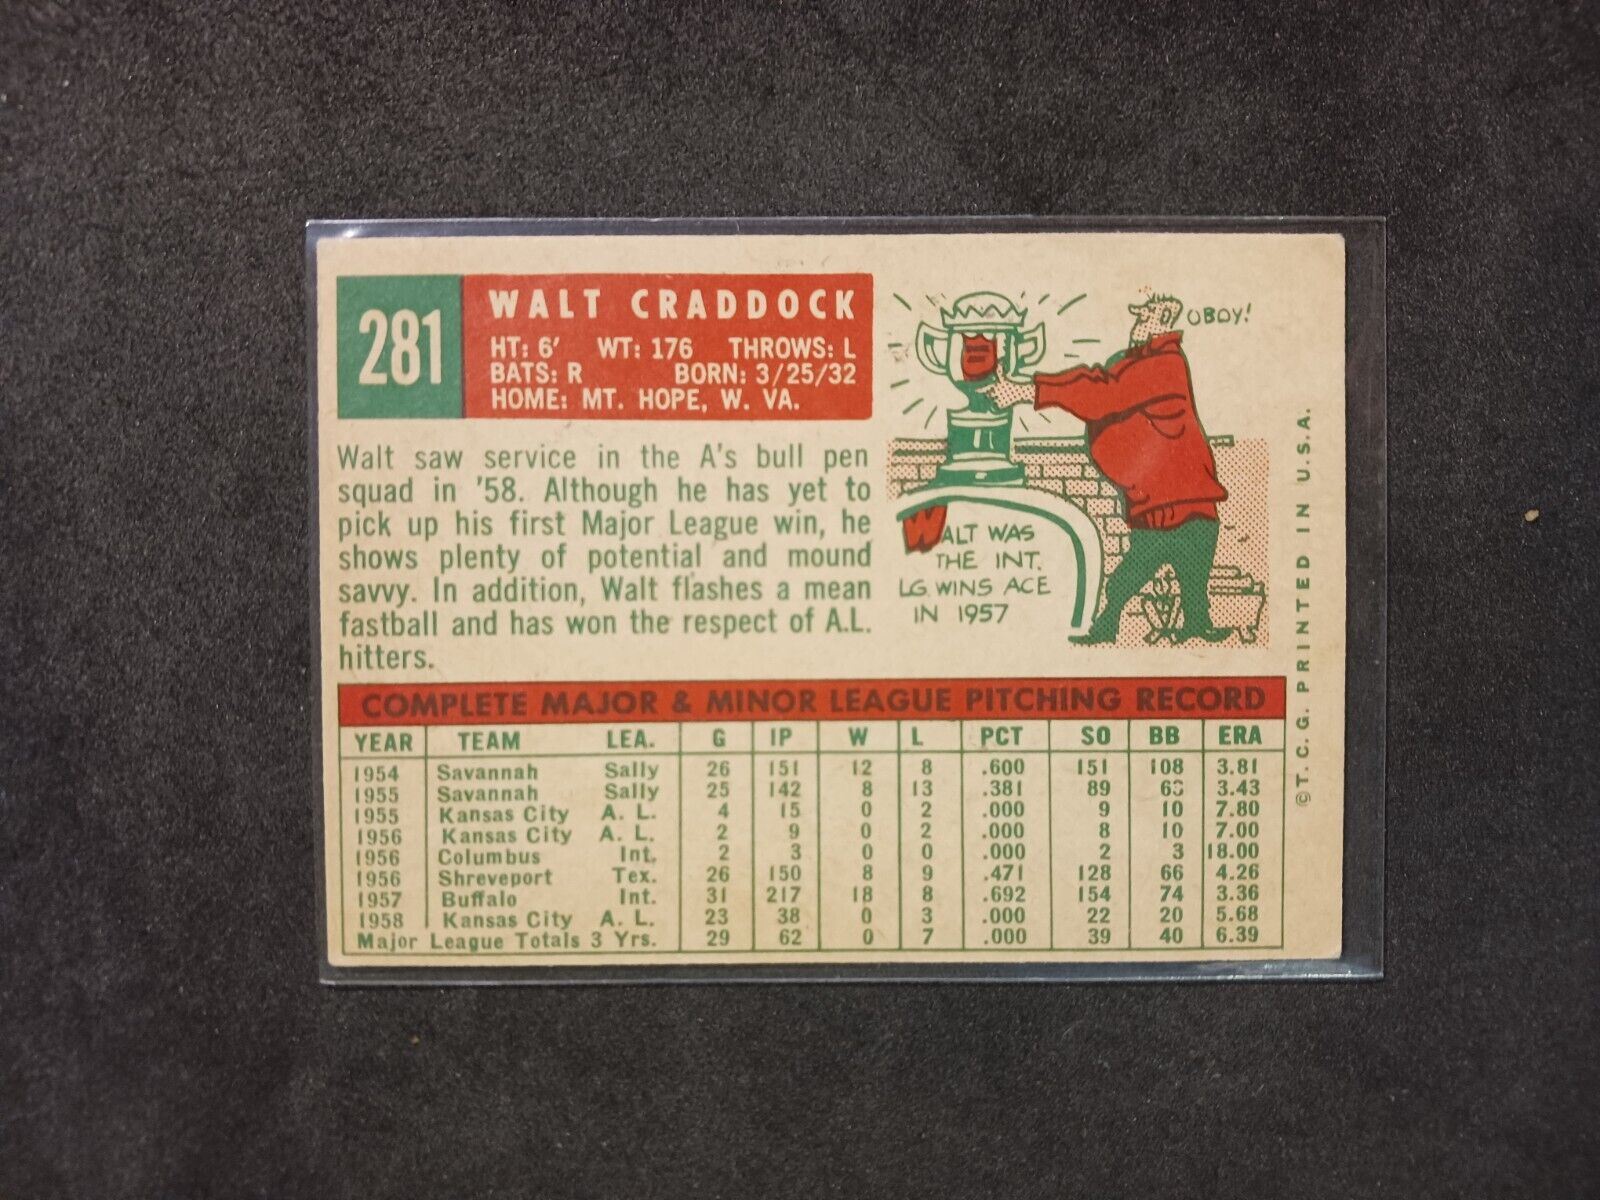 281
WALT CRADDOCK
HT: 6' WT: 176 THROWS: L
BATS: R BORN: 3/25/32
HOME: MT. HOPE, W. VA.
Walt saw service in the A's bull pen
squad in '58. Although he has yet to
pick up his first Major League win, he
shows plenty of potential and mound
savvy. In addition, Walt flashes a mean
fastball and has won the respect of A.L.
hitters.
OBOY!
WALT WAS
THE INT.
LG. WINS ACE
IN 1957
COMPLETE MAJOR & MINOR LEAGUE PITCHING RECORD
YEAR TEAM LEA. G IP W L PCT SO BB ERA
1954 Savannah Sally 26 151 12 8 .600 151 108 3.81
1955 Savannah Sally 25 142 8 13 .381 89 3.43
1955 Kansas City A. L. 4 15 0 2 .000 9 10 7.80
1956 Kansas City A. L. 2 9 0 2 .000 8 10 7.00
1956 Columbus Int. 2 3 0 0 .000 2 3 18.00
1956 Shreveport Tex. 26 150 8 9 .471 128 66 4.26
1957 Buffalo Int. 31 217 18 8 .692 154 74 3.36
1958 Kansas City A. L. 23 38 0 3 .000 22 20 5.68
Major League Totals 3 Yrs. 29 62 0 7 .000 39 40 6.39
© T. C. G. PRINTED IN U.S.A.